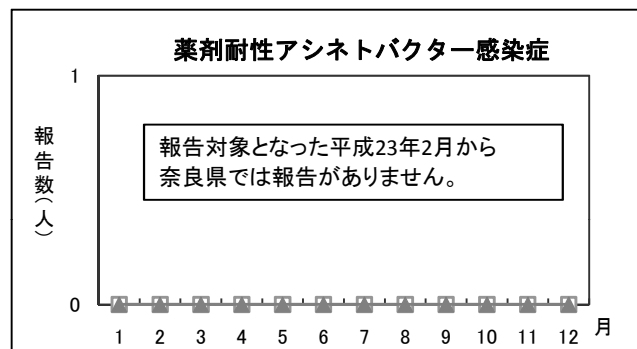 薬剤耐性アシネトバクター感染症
1
報告対象となった平成23年2月から
奈良県では報告がありません。
報告数(人)
0
1 2 3 4 5 6 7 8 9 10 11 12 月